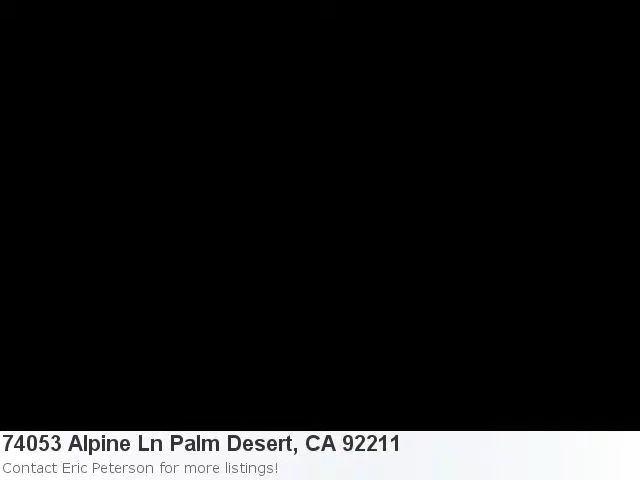 74053 Alpine Ln Palm Desert, CA 92211
Contact Eric Peterson for more listings!